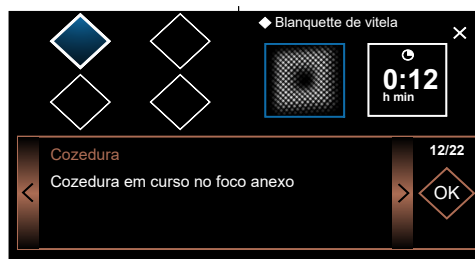 Blanquette de vitela
0:12
h min
Cozedura
12/22
Cozedura em curso no foco anexo
OK